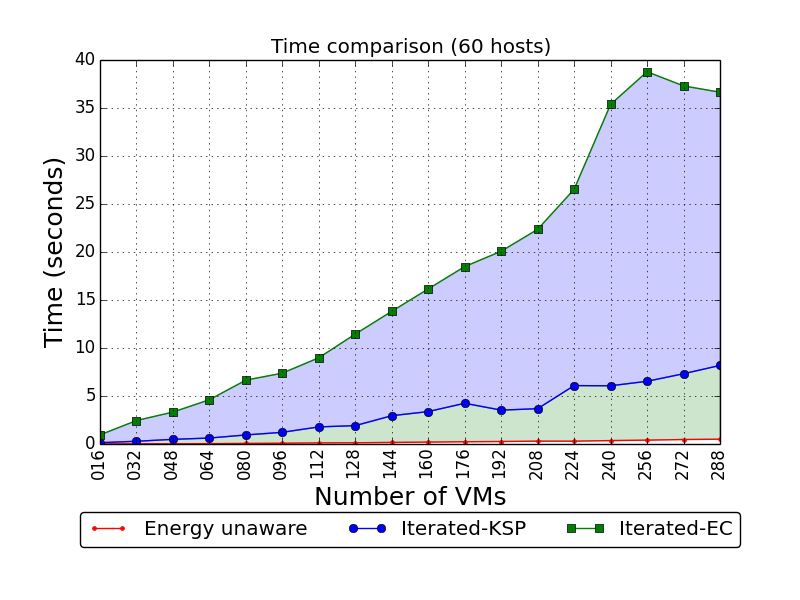 Time comparison (60 hosts)
40
35
30
25
20
15
10
5
0
Time (seconds)
016 032 048 064 080 096 112 128 144 160 176 192 208 224 240 256 272 288
Number of VMs
Energy unaware Iterated-KSP Iterated-EC